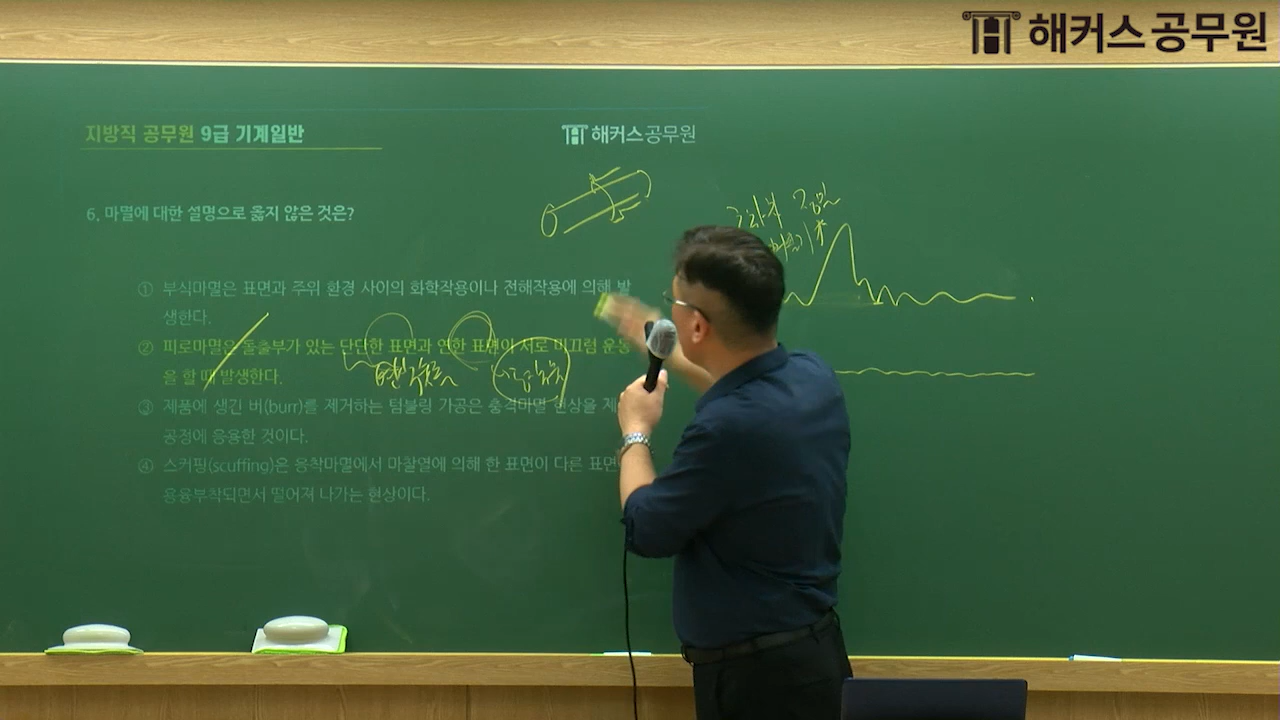 해커스공무원
지방직 공무원 9급 기계일반
해커스공무원
6. 마멸에 대한 설명으로 옳지 않은 것은?
① 부식마멸은 표면과 주위 환경 사이의 화학작용이나 전해작용에 의해 발
생한다.
② 피로마멸은 돌출부가 있는 단단한 표면과 연한 표면이 서로 미끄럼 운동
을 할 때 발생한다.
③ 제품에 생긴 버(burr)를 제거하는 텀블링 가공은 충격마멸 현상을 제
공정에 응용한 것이다.
④ 스커핑(scuffing)은 응착마멸에서 마찰열에 의해 한 표면이 다른 표면
용융부착되면서 떨어져 나가는 현상이다.